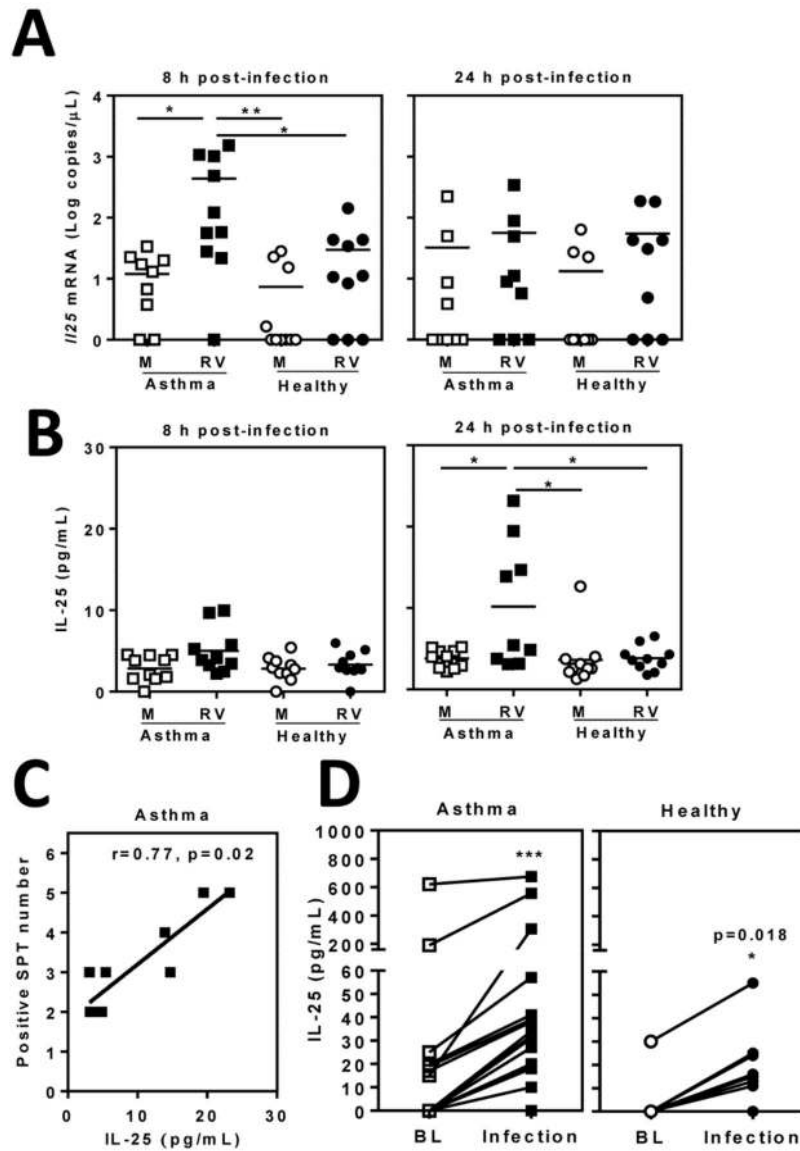 A
8 h post-infection
24 h post-infection
Il25 mRNA (Log copies/μL)
4
3
2
1
0
* ** *
M RV M RV
Asthma Healthy
M RV M RV
Asthma Healthy
B
8 h post-infection
24 h post-infection
IL-25 (pg/mL)
30
20
10
0
* * *
M RV M RV
Asthma Healthy
M RV M RV
Asthma Healthy
C
Asthma
r=0.77, p=0.02
Positive SPT number
6
5
4
3
2
1
0
0 10 20 30
IL-25 (pg/mL)
D
Asthma
Healthy
IL-25 (pg/mL)
1000
800
600
400
200
60
50
40
30
20
10
0
***
p=0.018
*
BL Infection
BL Infection